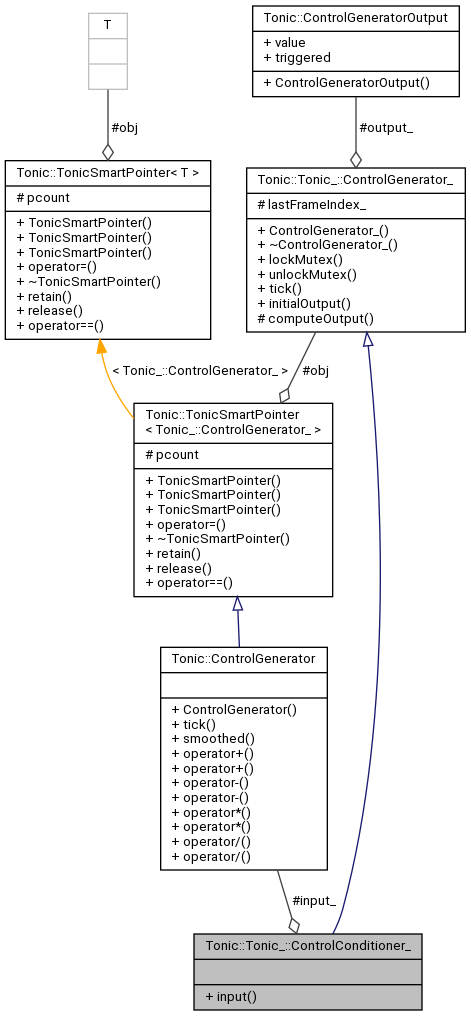 T
#obj
Tonic::ControlGeneratorOutput
+ value
+ triggered
+ ControlGeneratorOutput()
#output_
Tonic::TonicSmartPointer< T >
# pcount
+ TonicSmartPointer()
+ TonicSmartPointer()
+ TonicSmartPointer()
+ operator=()
+ ~TonicSmartPointer()
+ retain()
+ release()
+ operator==()
Tonic::Tonic_::ControlGenerator_
# lastFrameIndex_
+ ControlGenerator_()
+ ~ControlGenerator_()
+ lockMutex()
+ unlockMutex()
+ tick()
+ initialOutput()
# computeOutput()
< Tonic_::ControlGenerator_ >
#obj
Tonic::TonicSmartPointer
< Tonic_::ControlGenerator_ >
# pcount
+ TonicSmartPointer()
+ TonicSmartPointer()
+ TonicSmartPointer()
+ operator=()
+ ~TonicSmartPointer()
+ retain()
+ release()
+ operator==()
Tonic::ControlGenerator
+ ControlGenerator()
+ tick()
+ smoothed()
+ operator+()
+ operator+()
+ operator-()
+ operator-()
+ operator*()
+ operator*()
+ operator/()
+ operator/()
#input_
Tonic::Tonic_::ControlConditioner_
+ input()